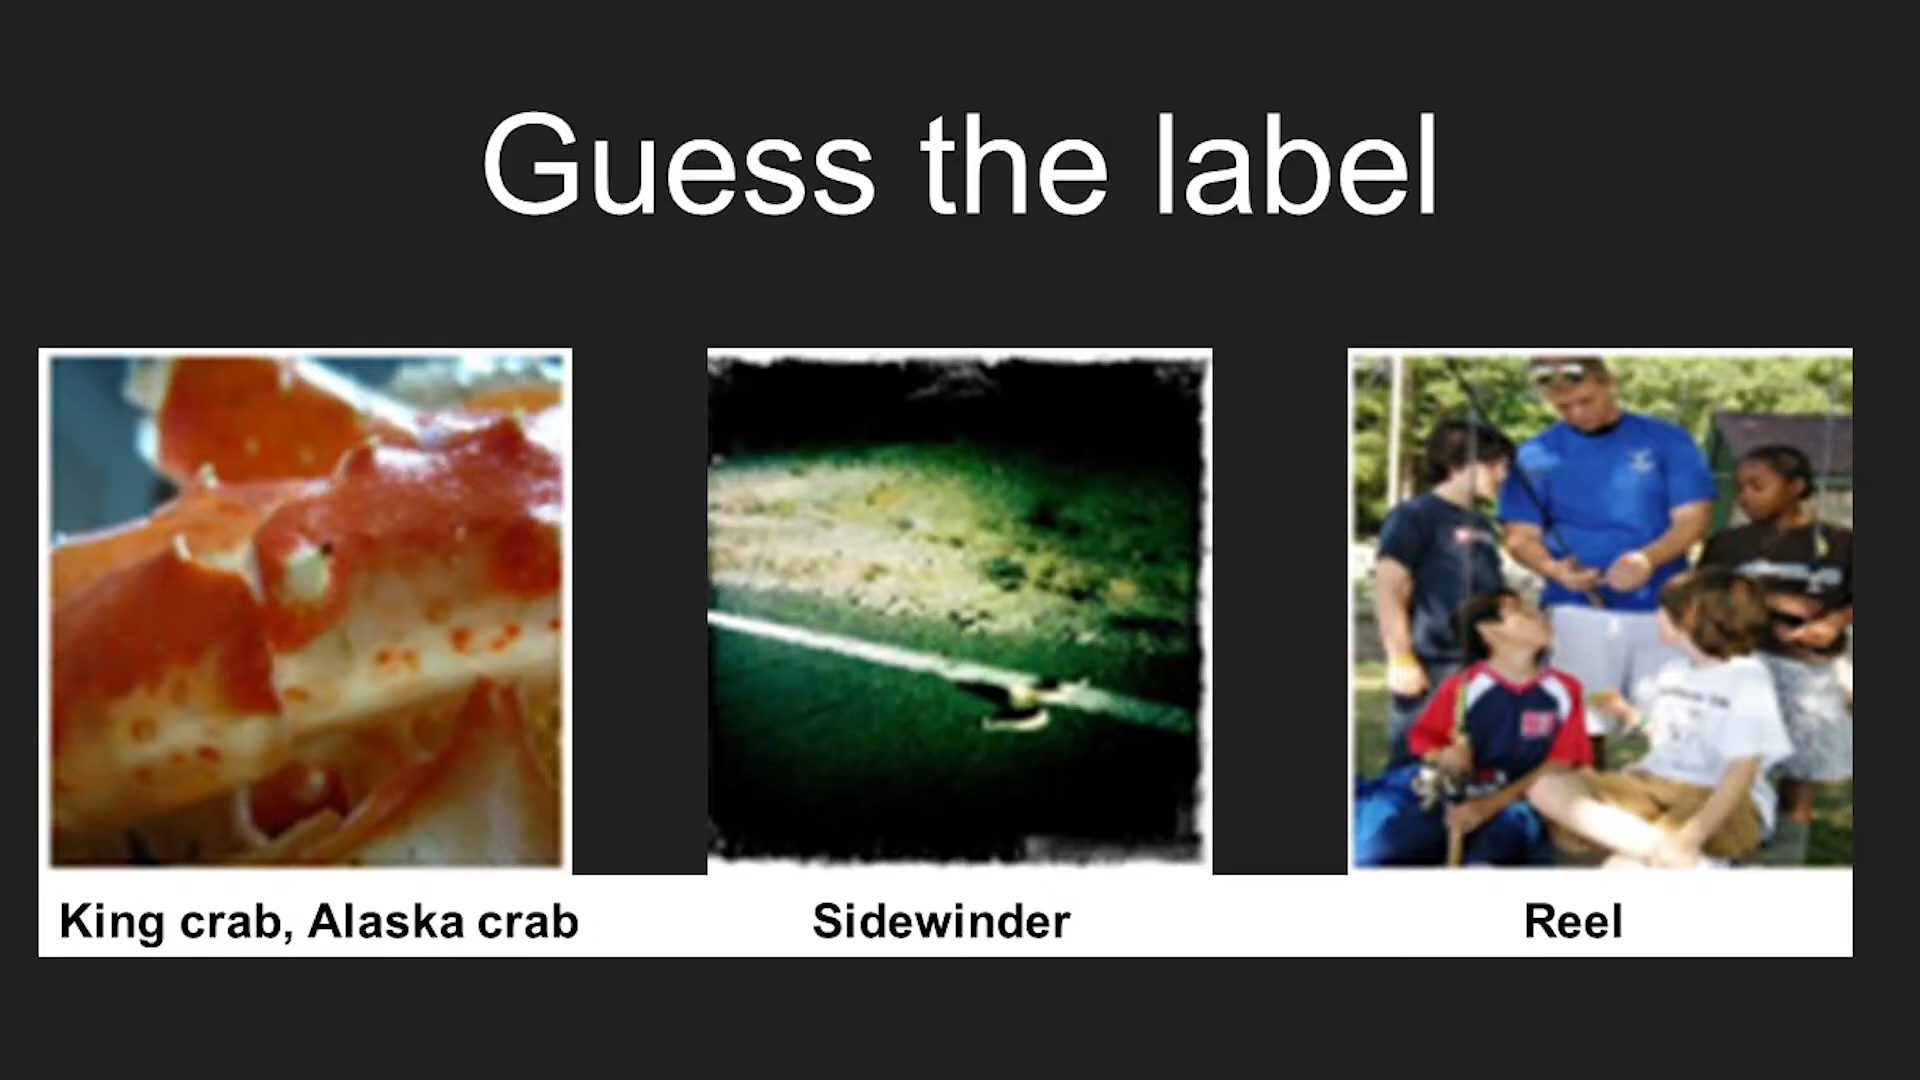 Guess the label
King crab, Alaska crab
Sidewinder
Reel